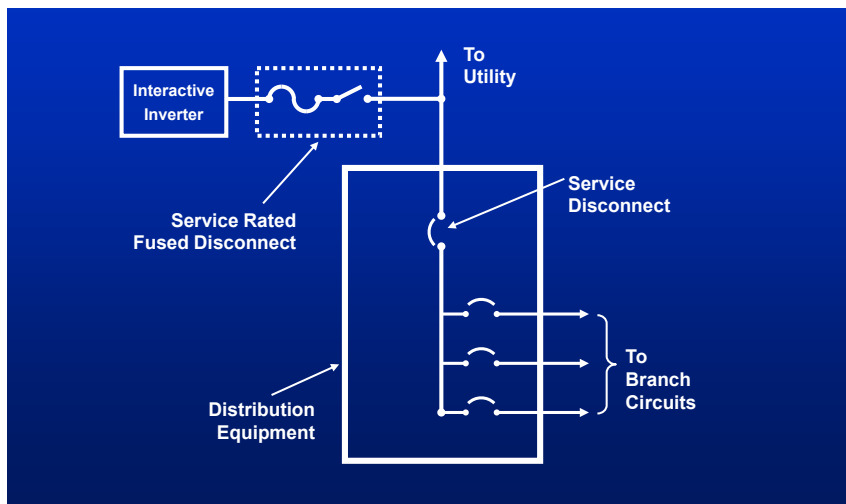 To
Utility
Interactive
Inverter
Service
Disconnect
Service Rated
Fused Disconnect
To
Branch
Circuits
Distribution
Equipment